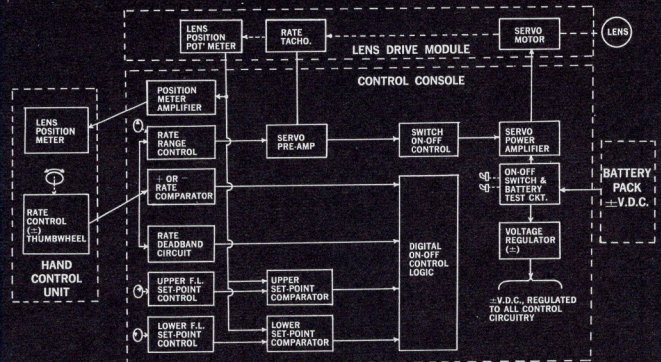 LENS
POSITION
POT' METER
RATE
TACHO.
SERVO
MOTOR
LENS
LENS DRIVE MODULE
CONTROL CONSOLE
POSITION
METER
AMPLIFIER
LENS
POSITION
METER
RATE
RANGE
CONTROL
SERVO
PRE-AMP
SWITCH
ON-OFF
CONTROL
SERVO
POWER
AMPLIFIER
+ OR −
RATE
COMPARATOR
ON-OFF
SWITCH &
BATTERY
TEST CKT.
BATTERY
PACK
±V.D.C.
RATE
CONTROL
(±)
THUMBWHEEL
HAND
CONTROL
UNIT
RATE
DEADBAND
CIRCUIT
DIGITAL
ON-OFF
CONTROL
LOGIC
VOLTAGE
REGULATOR
(±)
UPPER F.L.
SET-POINT
CONTROL
UPPER
SET-POINT
COMPARATOR
±V.D.C., REGULATED
TO ALL CONTROL
CIRCUITRY
LOWER F.L.
SET-POINT
CONTROL
LOWER
SET-POINT
COMPARATOR